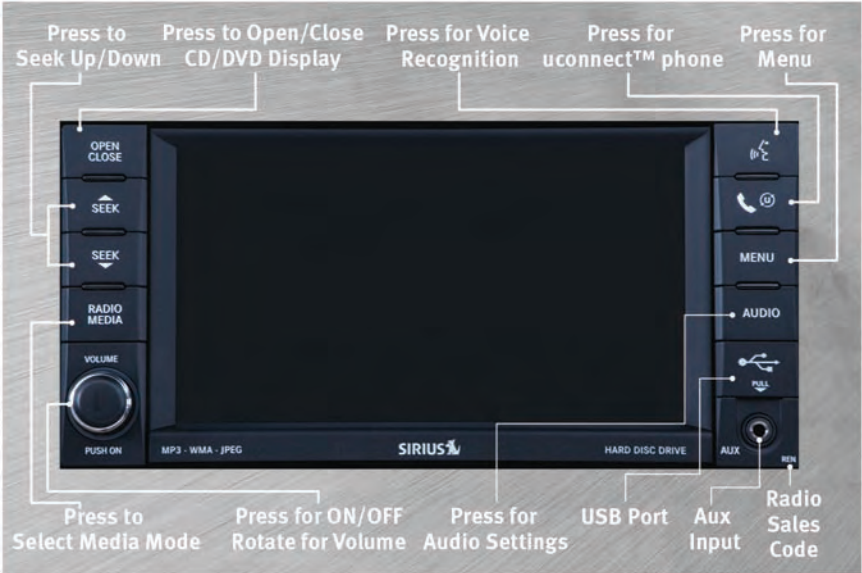 Press to
Seek Up/Down
Press to Open/Close
CD/DVD Display
Press for Voice
Recognition
Press for
uconnect™ phone
Press for
Menu
OPEN
CLOSE
SEEK
SEEK
RADIO
MEDIA
VOLUME
PUSH ON
MP3 - WMA - JPEG
SIRIUS
HARD DISC DRIVE
MENU
AUDIO
PULL
AUX
REN
Press to
Select Media Mode
Press for ON/OFF
Rotate for Volume
Press for
Audio Settings
USB Port
Aux
Input
Radio
Sales
Code